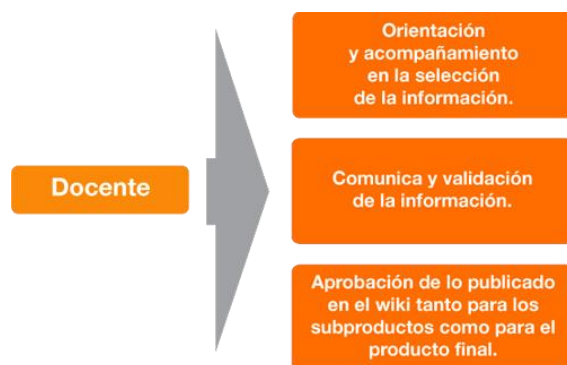 Orientación
y acompañamiento
en la selección
de la información.
Docente
Comunica y validación
de la información.
Aprobación de lo publicado
en el wiki tanto para los
subproductos como para el
producto final.